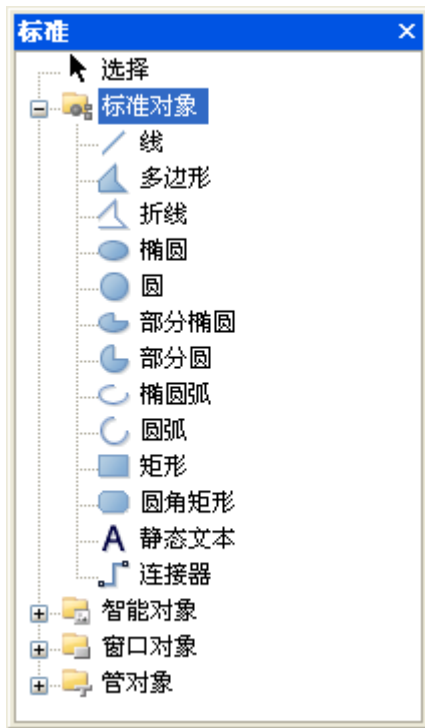 标准
选择
标准对象
线
多边形
折线
椭圆
圆
部分椭圆
部分圆
椭圆弧
圆弧
矩形
圆角矩形
A 静态文本
连接器
智能对象
窗口对象
管对象